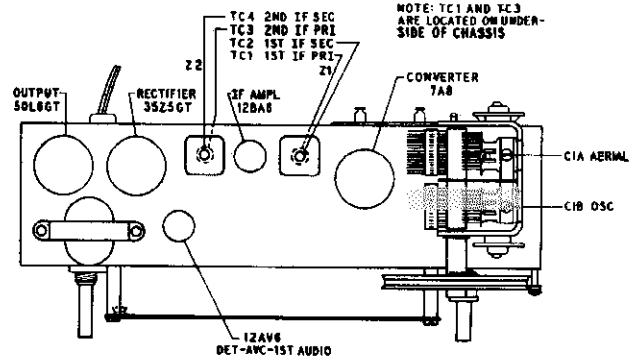 TC4 2ND IF SEC
TC3 2ND IF PRI
TC2 1ST IF SEC
TC1 1ST IF PRI
NOTE: TC1 AND TC3
ARE LOCATED ON UNDER-
SIDE OF CHASSIS
Z2
Z1
OUTPUT
50L6GT
RECTIFIER
35Z5GT
IF AMPL
12BA6
CONVERTER
7A8
C1A AERIAL
C1B OSC
12AV6
DET-AVC-1ST AUDIO